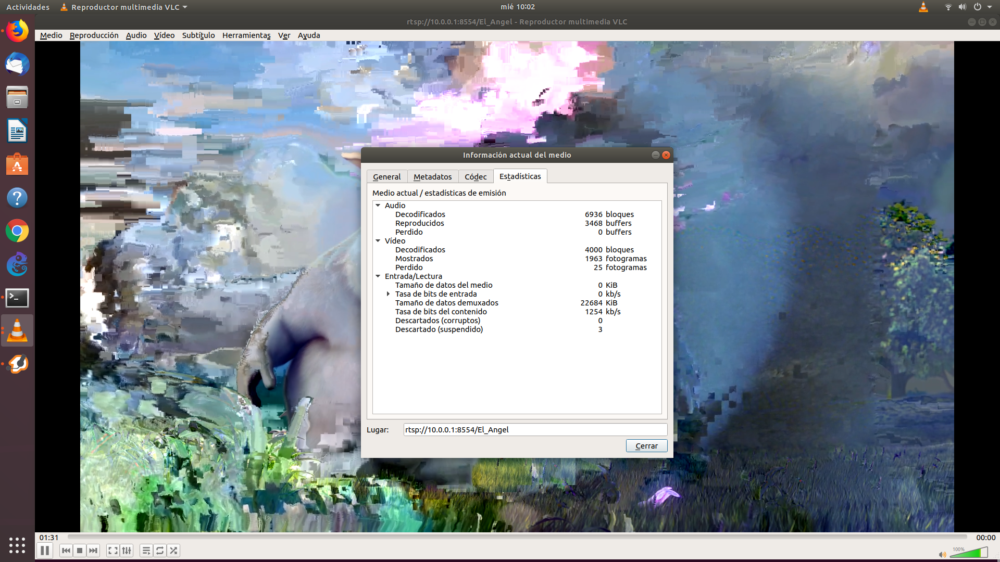 Actividades Reproductor multimedia VLC mié 10:02
rtsp://10.0.0.1:8554/El_Angel - Reproductor multimedia VLC
Medio Reproducción Audio Vídeo Subtítulo Herramientas Ver Ayuda
Información actual del medio
General Metadatos Códec Estadísticas
Medio actual / estadísticas de emisión
Audio
Decodificados 6936 bloques
Reproducidos 3468 buffers
Perdido 0 buffers
Vídeo
Decodificados 4000 bloques
Mostrados 1963 fotogramas
Perdido 25 fotogramas
Entrada/Lectura
Tamaño de datos del medio 0 KiB
Tasa de bits de entrada 0 kb/s
Tamaño de datos demuxados 22684 KiB
Tasa de bits del contenido 1254 kb/s
Descartados (corruptos) 0
Descartado (suspendido) 3
Lugar: rtsp://10.0.0.1:8554/El_Angel
Cerrar
01:31 00:00
100%